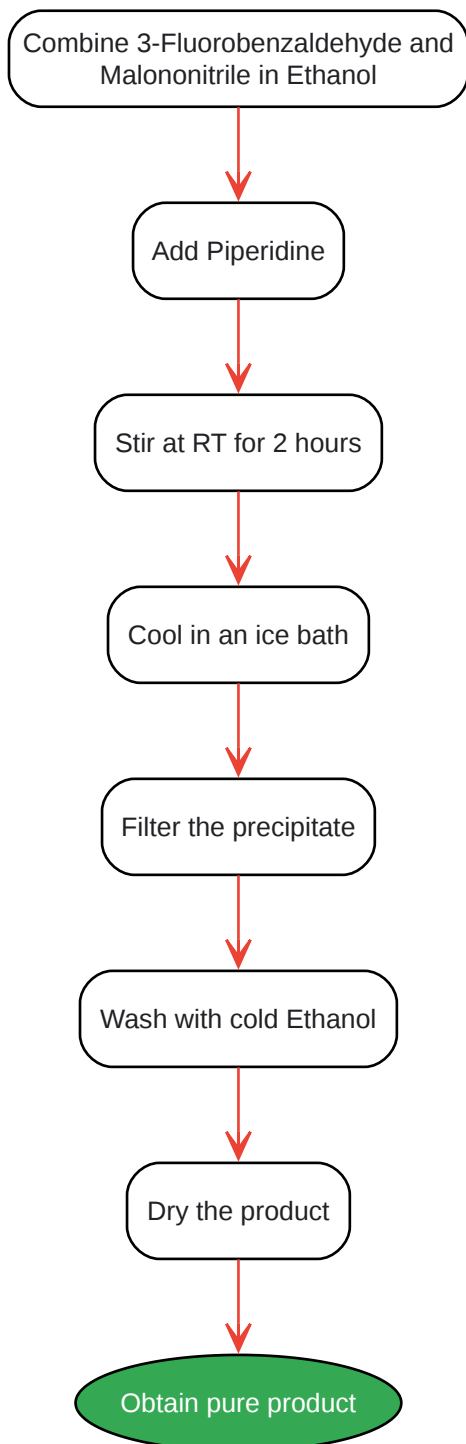 Combine 3-Fluorobenzaldehyde and
Malononitrile in Ethanol
Add Piperidine
Stir at RT for 2 hours
Cool in an ice bath
Filter the precipitate
Wash with cold Ethanol
Dry the product
Obtain pure product